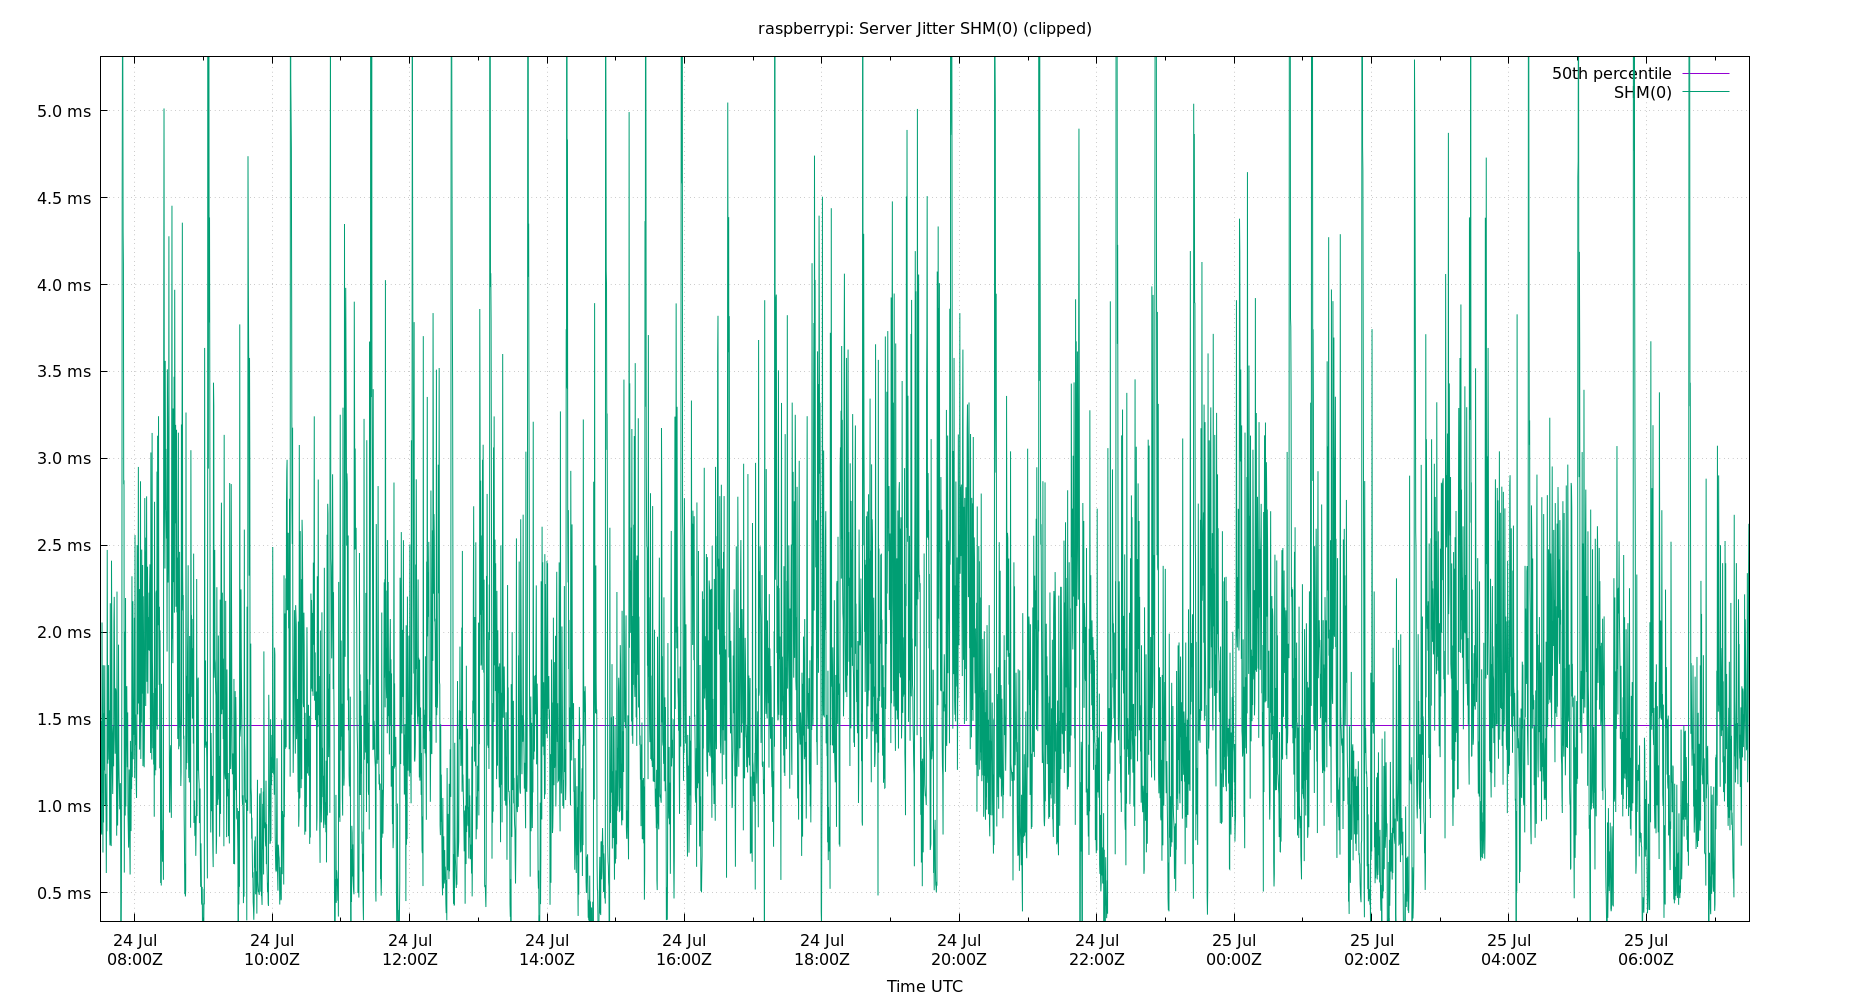 raspberrypi: Server Jitter SHM(0) (clipped)
50th percentile
SHM(0)
5.0 ms
4.5 ms
4.0 ms
3.5 ms
3.0 ms
2.5 ms
2.0 ms
1.5 ms
1.0 ms
0.5 ms
24 Jul 24 Jul 24 Jul 24 Jul 24 Jul 24 Jul 24 Jul 24 Jul 25 Jul 25 Jul 25 Jul 25 Jul
08:00Z 10:00Z 12:00Z 14:00Z 16:00Z 18:00Z 20:00Z 22:00Z 00:00Z 02:00Z 04:00Z 06:00Z
Time UTC